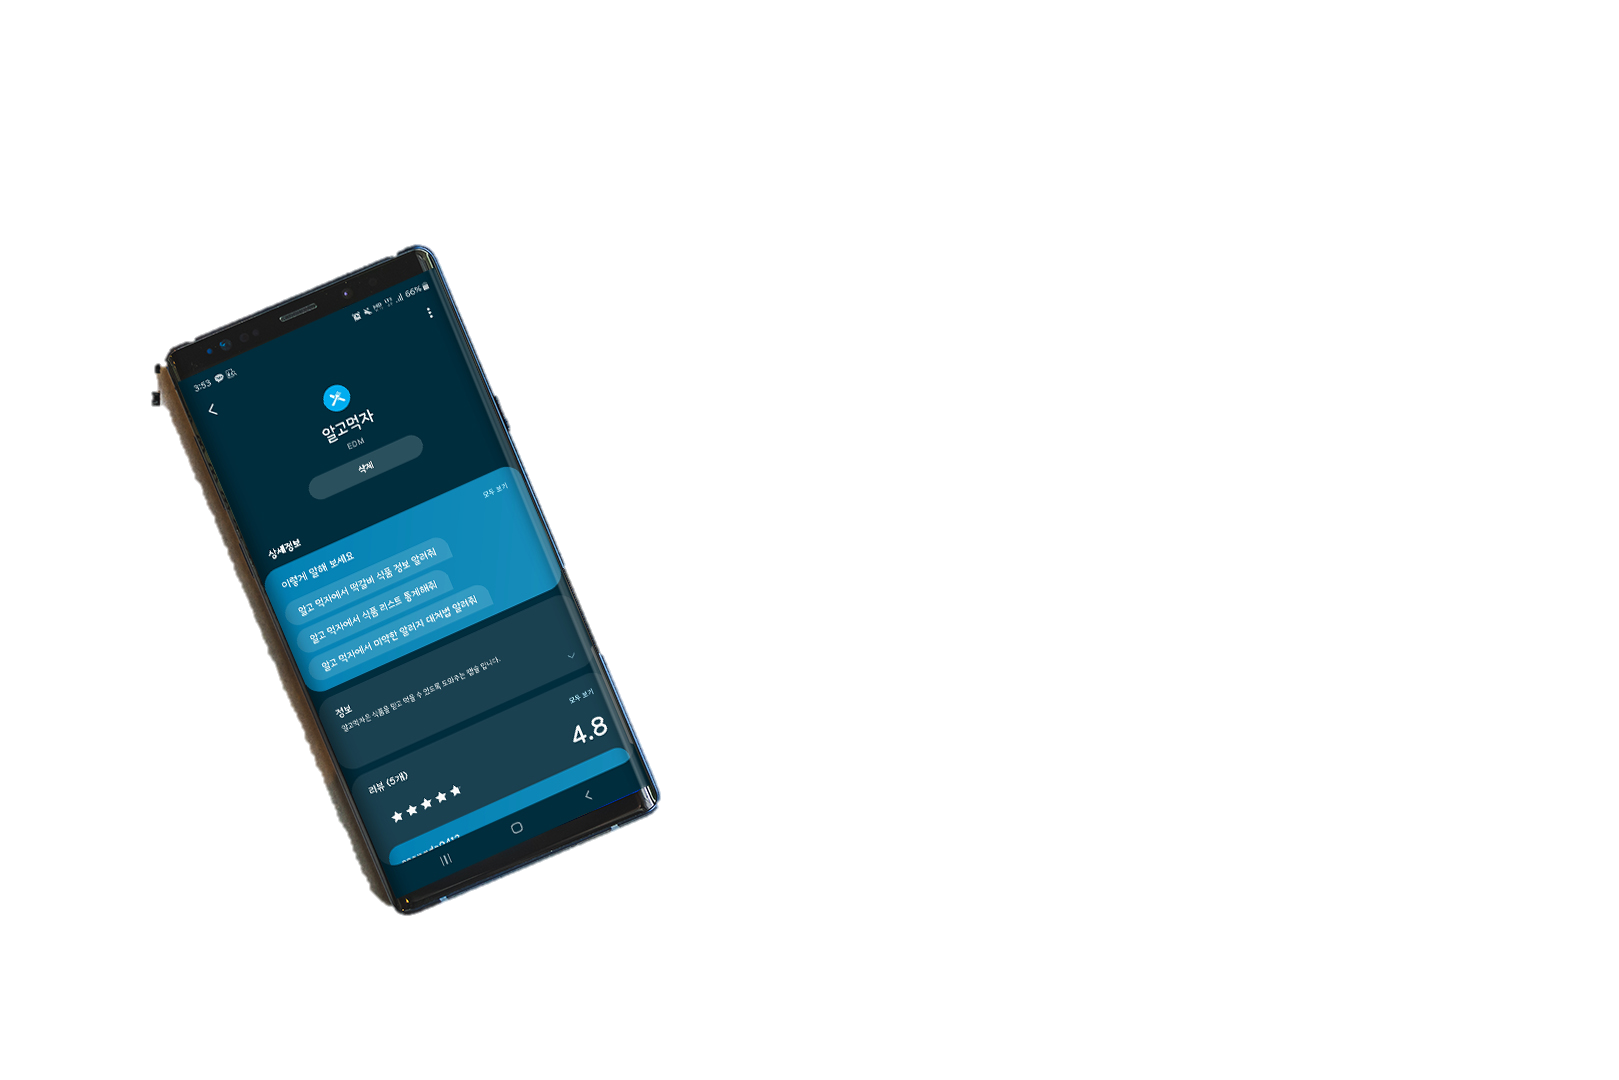 3:53
66%
알고먹자
EDM
삭제
상세정보
모두 보기
이렇게 말해 보세요
알고 먹자에서 떡갈비 식품 정보 알려줘
알고 먹자에서 식품 리스트 통계해줘
알고 먹자에서 미약한 알러지 대처법 알려줘
정보
알고먹자은 식품을 믿고 먹을 수 있도록 도와주는 캡슐 입니다.
리뷰 (5개)
모두 보기
4.8